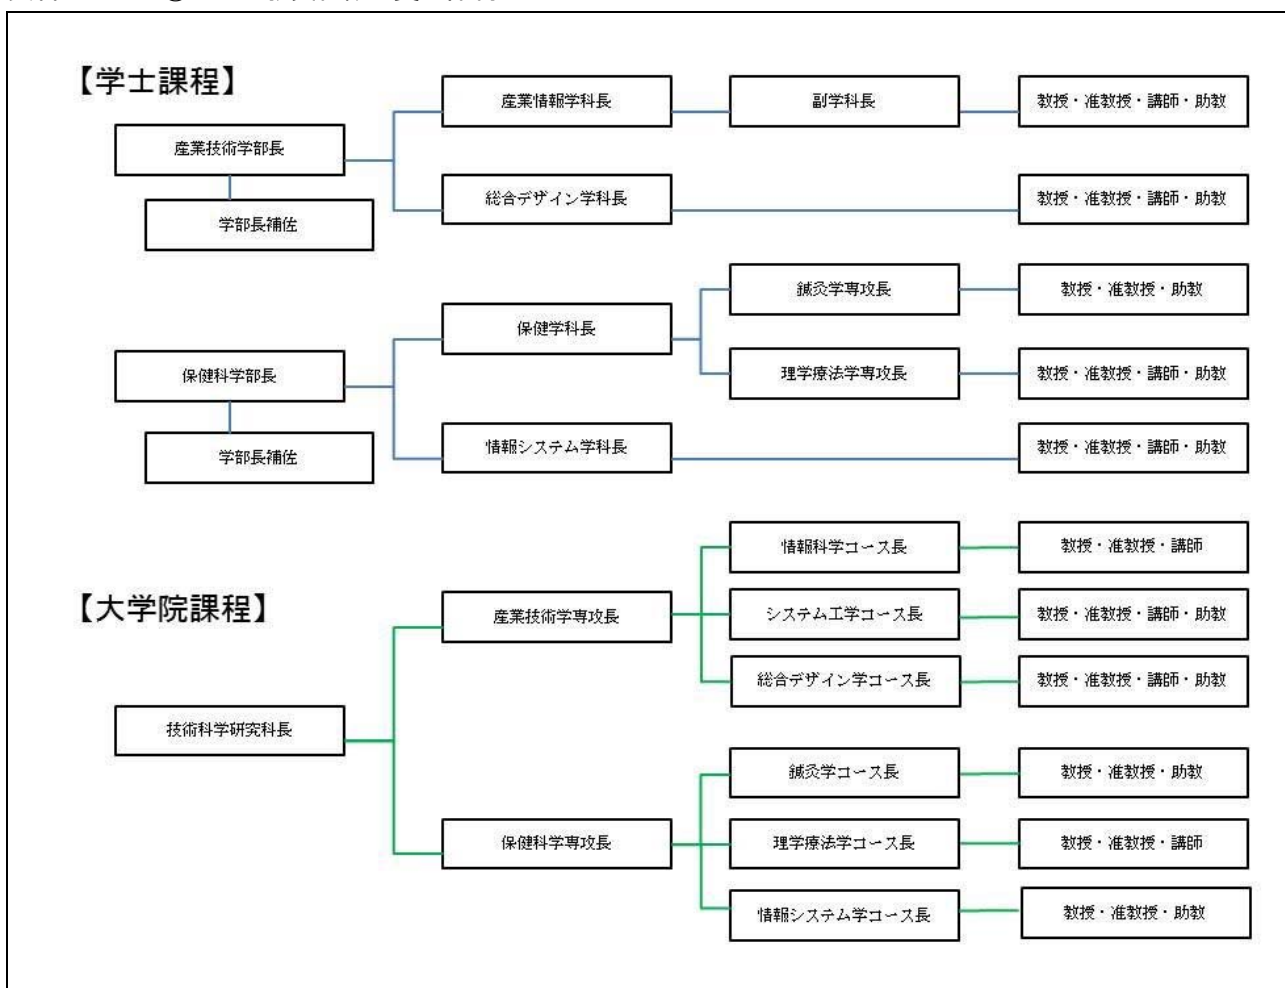 【学士課程】
産業情報学科長
副学科長
教授・准教授・講師・助教
産業技術学部長
総合デザイン学科長
教授・准教授・講師・助教
学部長補佐
鍼灸学専攻長
教授・准教授・助教
保健学科長
保健科学部長
理学療法学専攻長
教授・准教授・講師・助教
情報システム学科長
教授・准教授・講師・助教
学部長補佐
【大学院課程】
情報科学コース長
教授・准教授・講師
産業技術学専攻長
システム工学コース長
教授・准教授・講師・助教
総合デザイン学コース長
教授・准教授・講師・助教
技術科学研究科長
鍼灸学コース長
教授・准教授・助教
保健科学専攻長
理学療法学コース長
教授・准教授・講師
情報システム学コース長
教授・准教授・助教